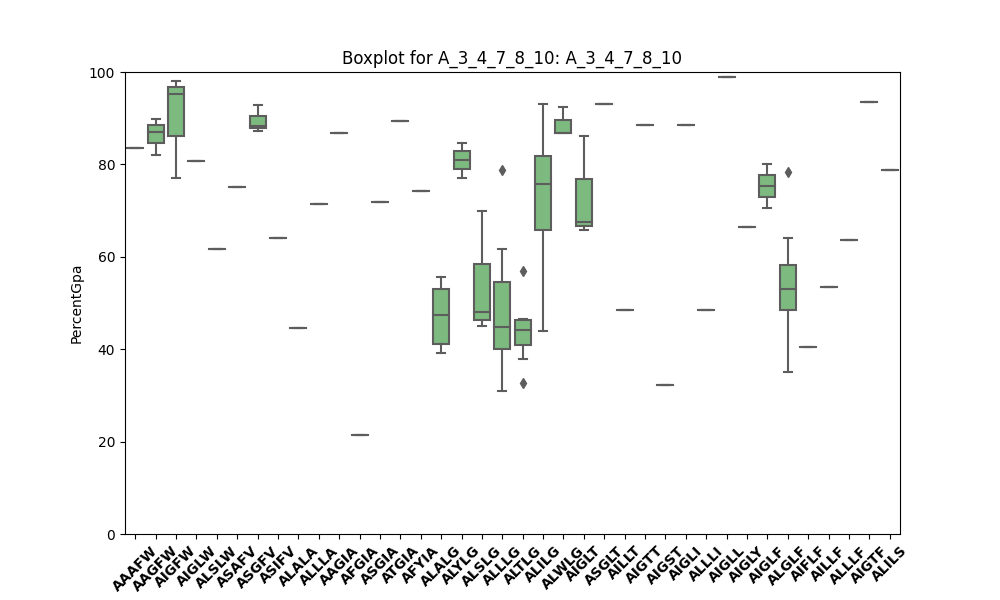 Boxplot for A_3_4_7_8_10: A_3_4_7_8_10
100
80
60
40
20
0
PercentGpa
AAAFW
AAGFW
AIGFW
AIGLW
ALSLW
ASAFV
ASGFV
ASIFV
ALALA
ALLLA
AAGIA
AFGIA
ASGIA
ATGIA
AFYIA
ALALG
ALYLG
ALSLG
ALLLG
ALTLG
ALILG
ALWLG
AIGLT
ASGLT
AILLT
AIGTT
AIGST
AIGLI
ALLLI
AIGLL
AIGLY
AIGLF
ALGLF
AIFLF
AILLF
ALLLF
AIGTF
ALILS